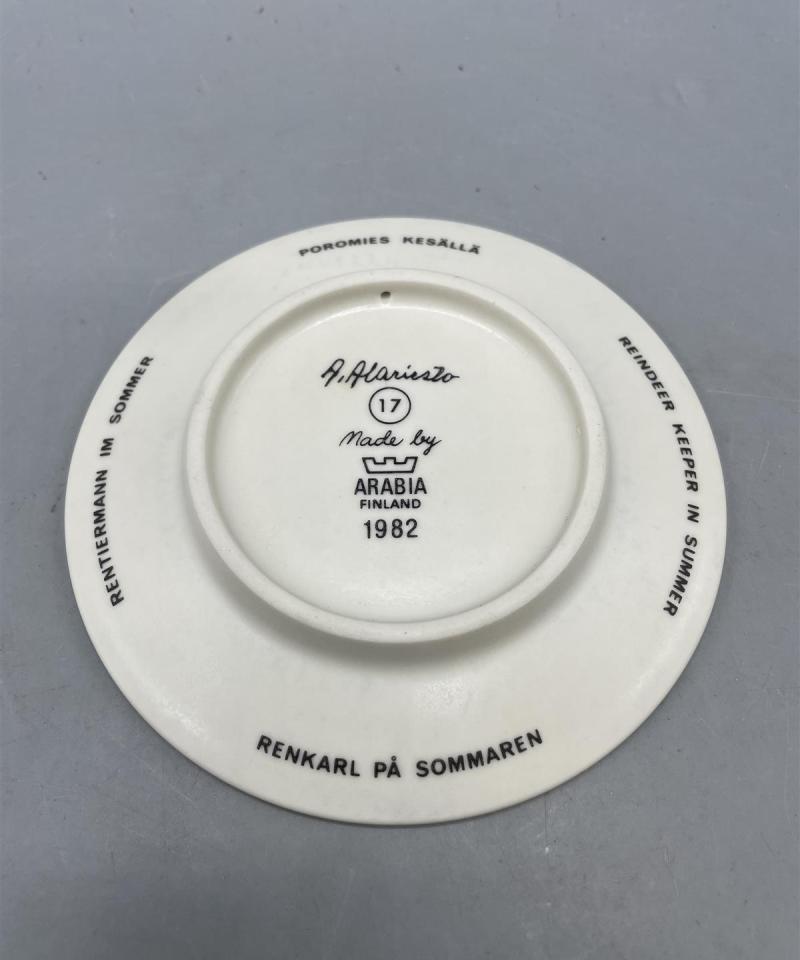 POROMIES KESÄLLÄ
REINDEER KEEPER IN SUMMER
RENKARL PÅ SOMMAREN
RENTIERMANN IM SOMMER
A. Alariesto
17
Made by
ARABIA
FINLAND
1982